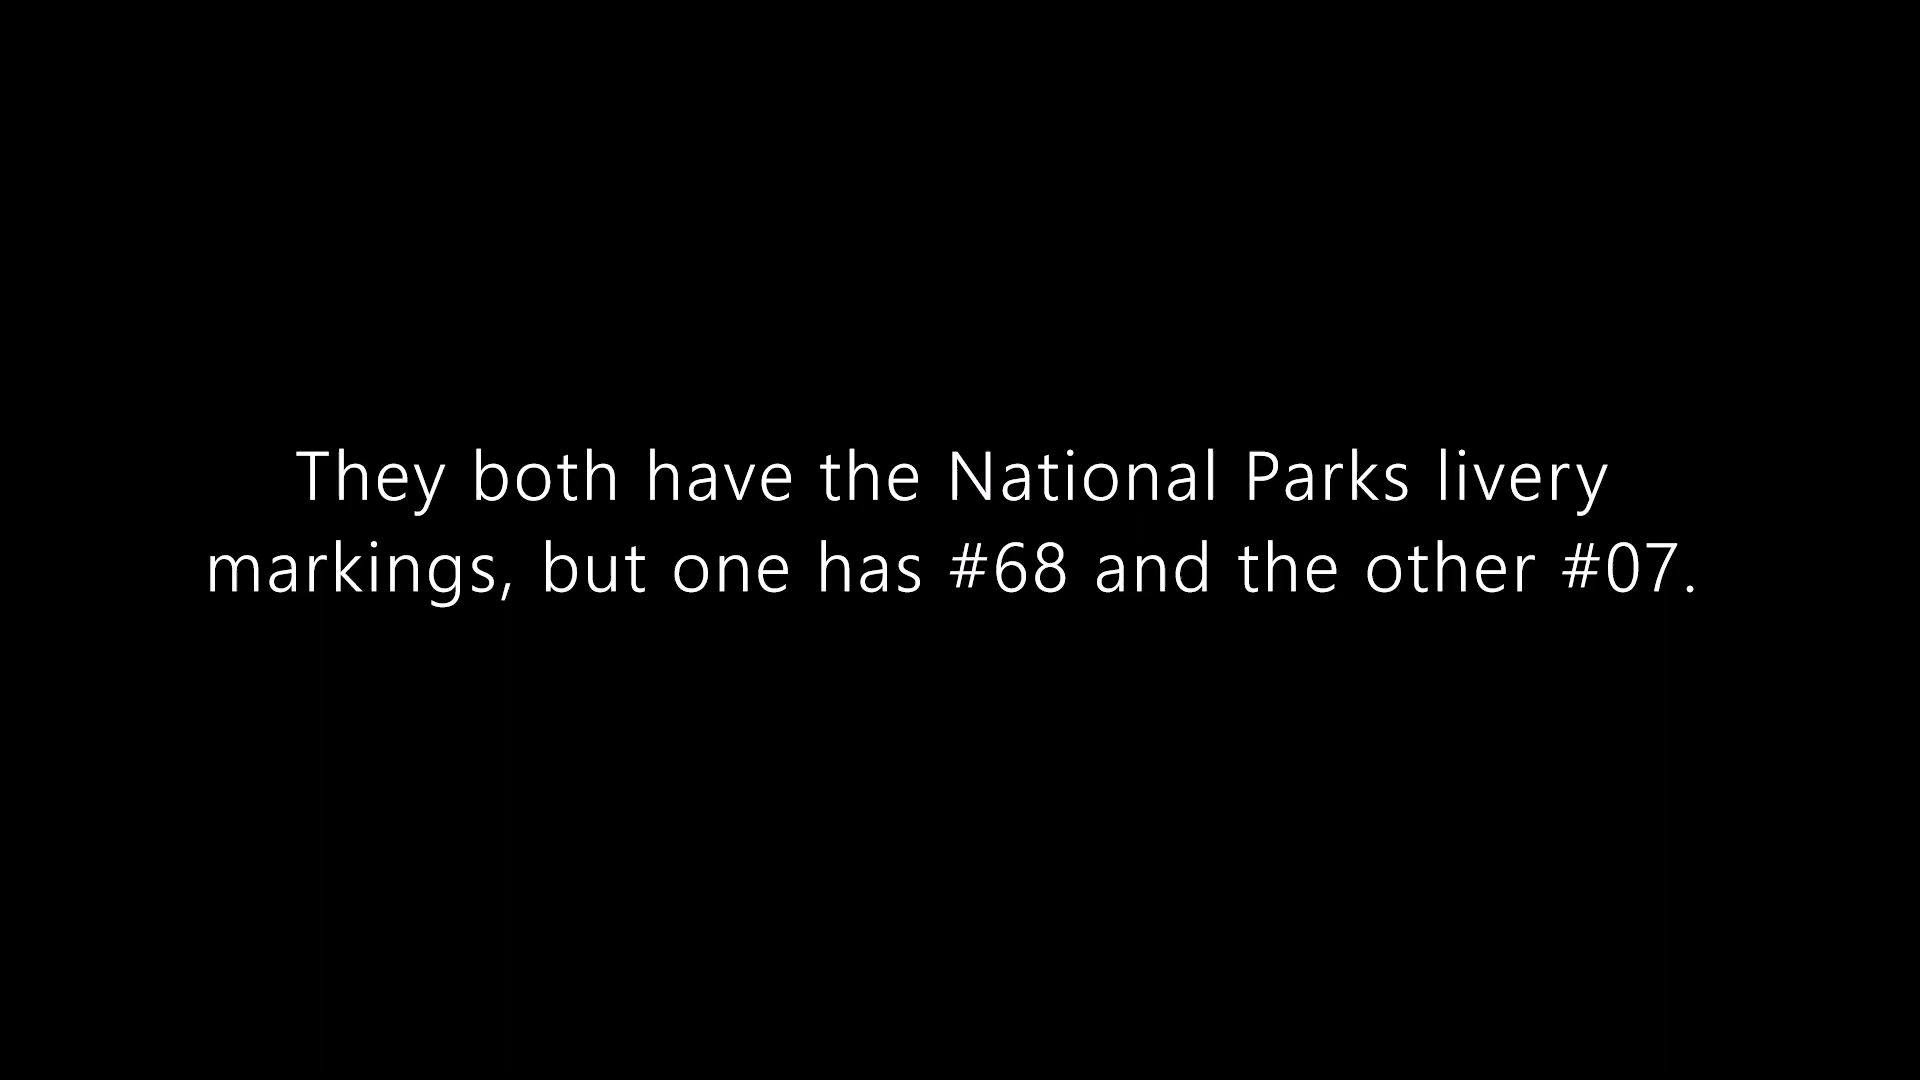 They both have the National Parks livery
markings, but one has #68 and the other #07.